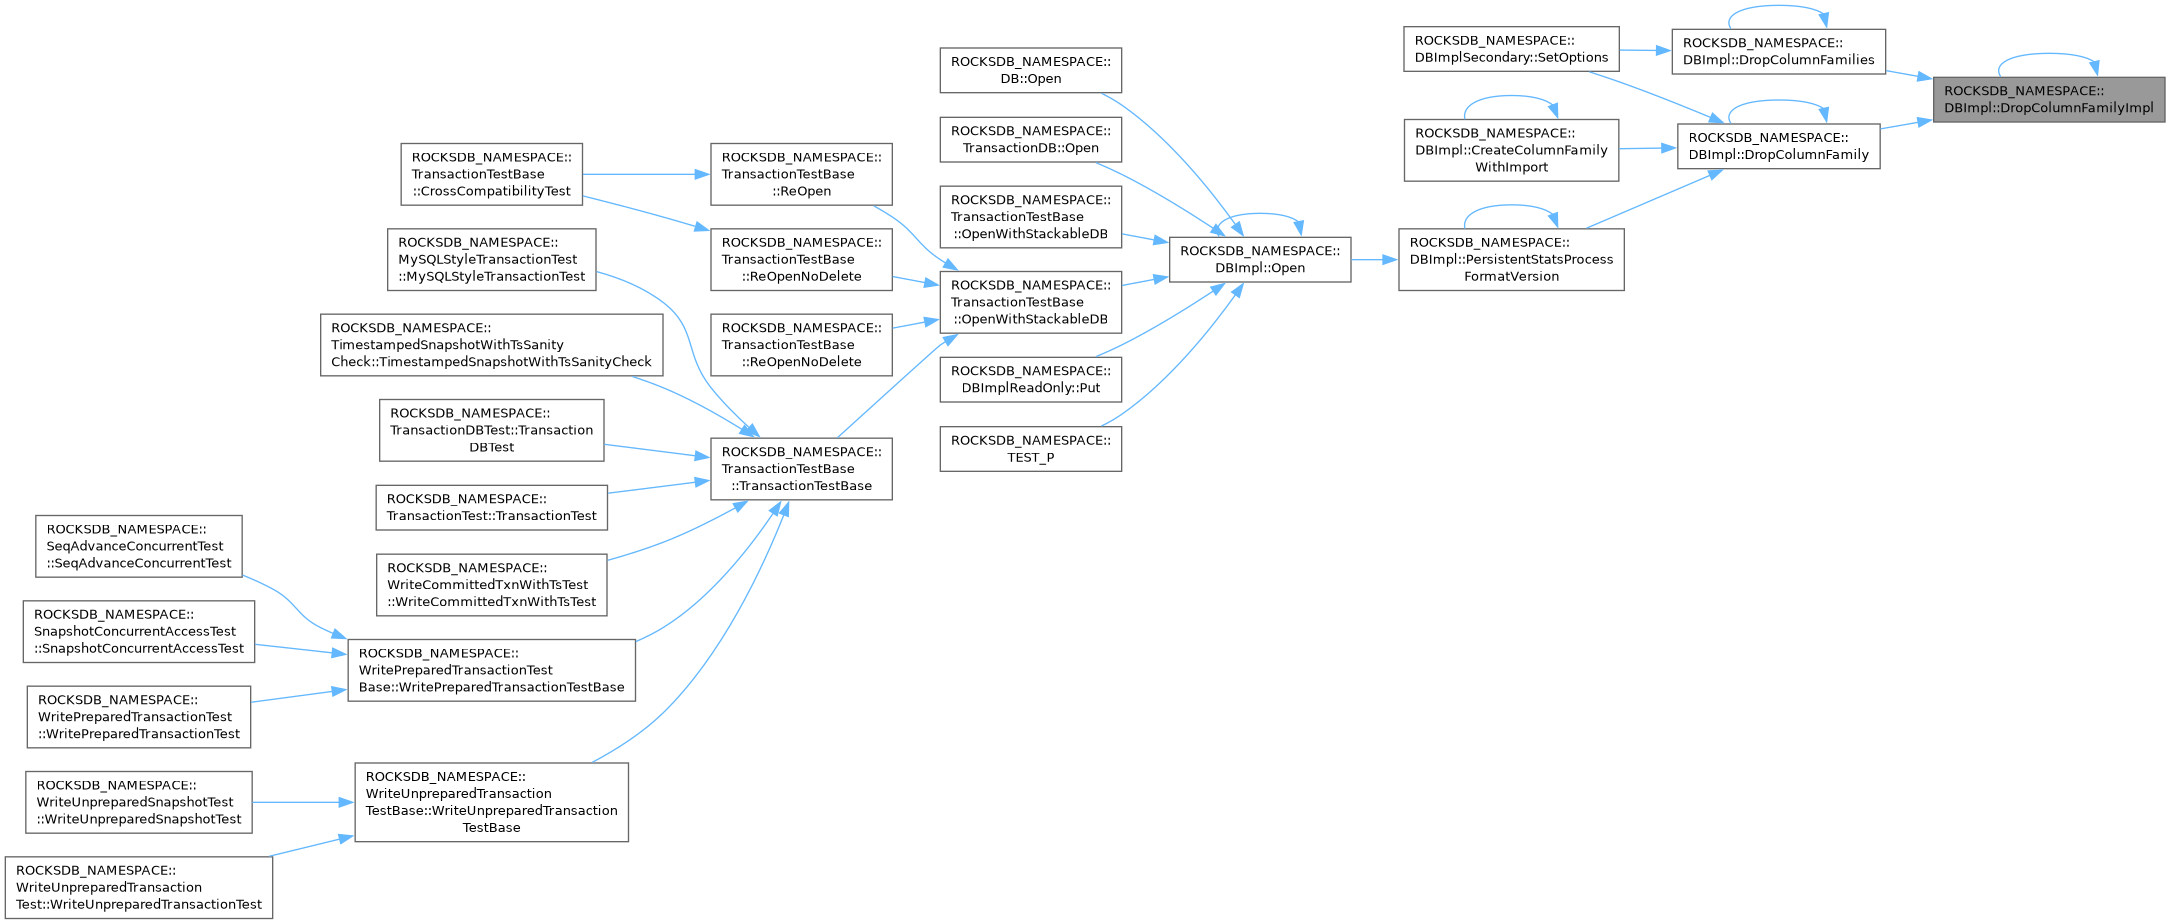 ROCKSDB_NAMESPACE::
DBImpl::DropColumnFamilyImpl
ROCKSDB_NAMESPACE::
DBImpl::DropColumnFamilies
ROCKSDB_NAMESPACE::
DBImplSecondary::SetOptions
ROCKSDB_NAMESPACE::
DBImpl::DropColumnFamily
ROCKSDB_NAMESPACE::
DBImpl::CreateColumnFamily
WithImport
ROCKSDB_NAMESPACE::
DBImpl::PersistentStatsProcess
FormatVersion
ROCKSDB_NAMESPACE::
DBImpl::Open
ROCKSDB_NAMESPACE::
DB::Open
ROCKSDB_NAMESPACE::
TransactionDB::Open
ROCKSDB_NAMESPACE::
TransactionTestBase
::OpenWithStackableDB
ROCKSDB_NAMESPACE::
TransactionTestBase
::OpenWithStackableDB
ROCKSDB_NAMESPACE::
DBImplReadOnly::Put
ROCKSDB_NAMESPACE::
TEST_P
ROCKSDB_NAMESPACE::
TransactionTestBase
::ReOpen
ROCKSDB_NAMESPACE::
TransactionTestBase
::ReOpenNoDelete
ROCKSDB_NAMESPACE::
TransactionTestBase
::ReOpenNoDelete
ROCKSDB_NAMESPACE::
TransactionTestBase
::TransactionTestBase
ROCKSDB_NAMESPACE::
TransactionTestBase
::CrossCompatibilityTest
ROCKSDB_NAMESPACE::
MySQLStyleTransactionTest
::MySQLStyleTransactionTest
ROCKSDB_NAMESPACE::
TimestampedSnapshotWithTsSanity
Check::TimestampedSnapshotWithTsSanityCheck
ROCKSDB_NAMESPACE::
TransactionDBTest::Transaction
DBTest
ROCKSDB_NAMESPACE::
TransactionTest::TransactionTest
ROCKSDB_NAMESPACE::
WriteCommittedTxnWithTsTest
::WriteCommittedTxnWithTsTest
ROCKSDB_NAMESPACE::
WritePreparedTransactionTest
Base::WritePreparedTransactionTestBase
ROCKSDB_NAMESPACE::
WriteUnpreparedTransaction
TestBase::WriteUnpreparedTransaction
TestBase
ROCKSDB_NAMESPACE::
SeqAdvanceConcurrentTest
::SeqAdvanceConcurrentTest
ROCKSDB_NAMESPACE::
SnapshotConcurrentAccessTest
::SnapshotConcurrentAccessTest
ROCKSDB_NAMESPACE::
WritePreparedTransactionTest
::WritePreparedTransactionTest
ROCKSDB_NAMESPACE::
WriteUnpreparedSnapshotTest
::WriteUnpreparedSnapshotTest
ROCKSDB_NAMESPACE::
WriteUnpreparedTransaction
Test::WriteUnpreparedTransactionTest